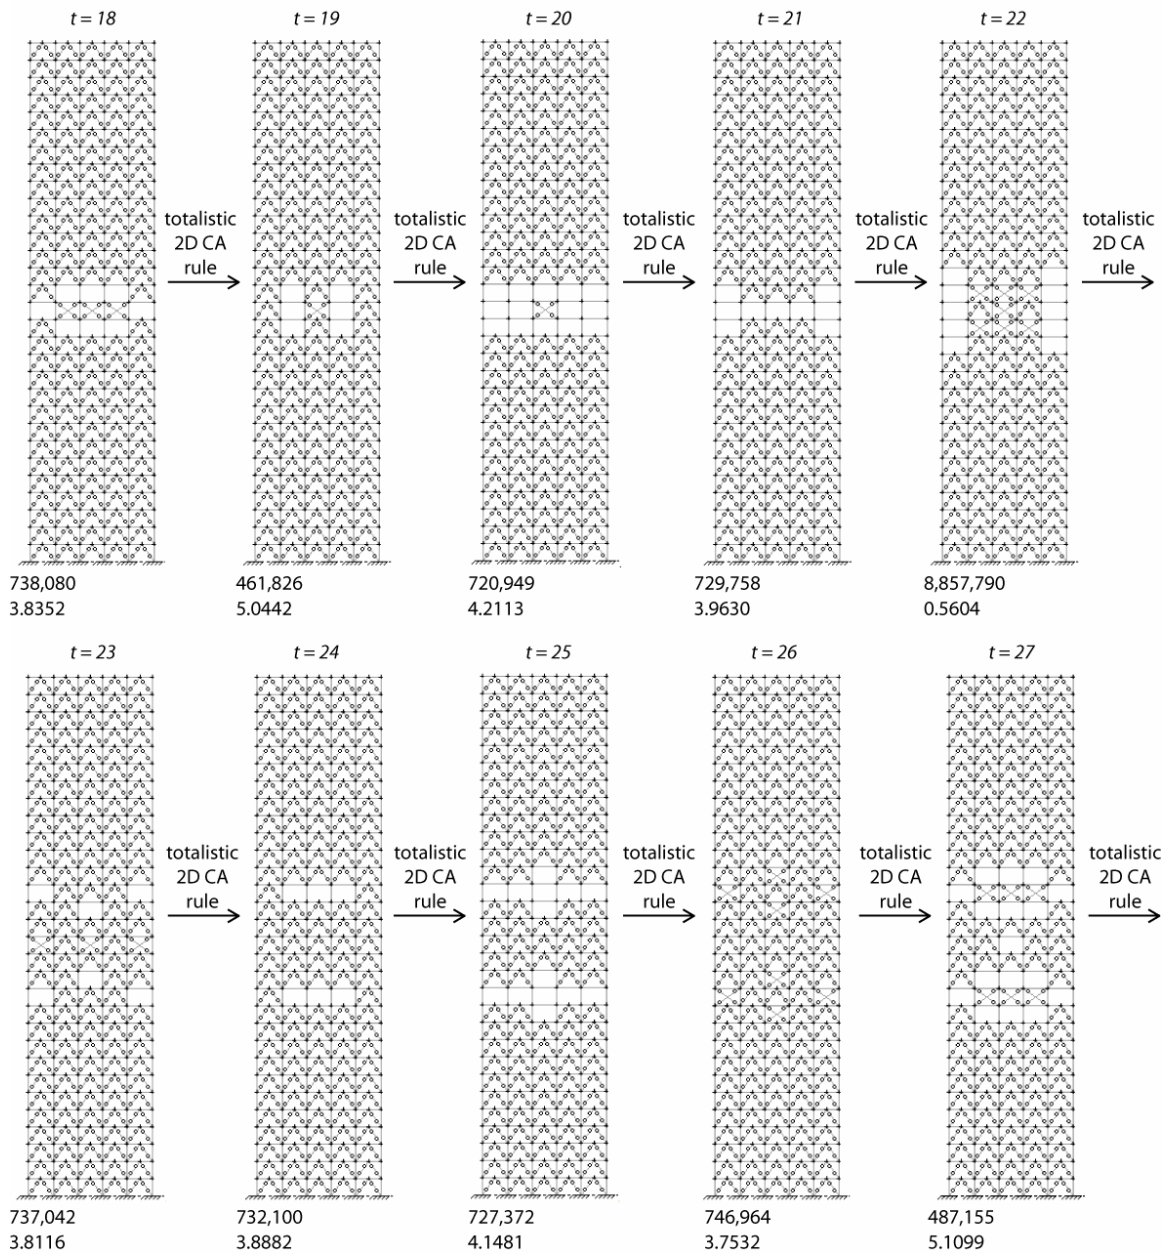 t = 18
t = 19
t = 20
t = 21
t = 22
totalistic
2D CA
rule
totalistic
2D CA
rule
totalistic
2D CA
rule
totalistic
2D CA
rule
totalistic
2D CA
rule
738,080
3.8352
461,826
5.0442
720,949
4.2113
729,758
3.9630
8,857,790
0.5604
t = 23
t = 24
t = 25
t = 26
t = 27
totalistic
2D CA
rule
totalistic
2D CA
rule
totalistic
2D CA
rule
totalistic
2D CA
rule
totalistic
2D CA
rule
737,042
3.8116
732,100
3.8882
727,372
4.1481
746,964
3.7532
487,155
5.1099